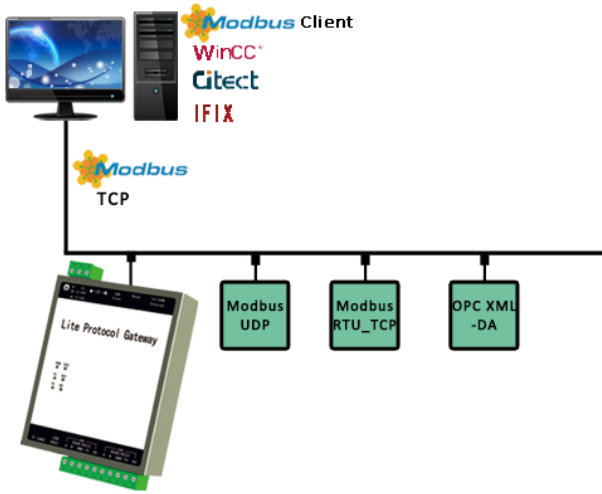 Modbus Client
WinCC
Citect
IFIX
Modbus
TCP
Lite Protocol Gateway
Modbus
UDP
Modbus
RTU_TCP
OPC XML
-DA